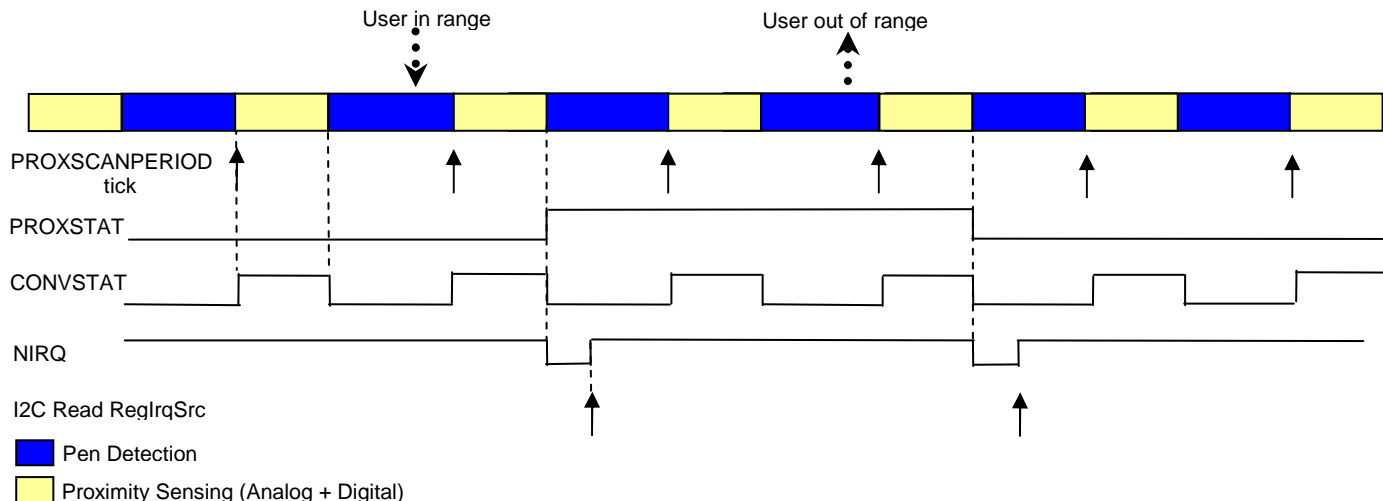 User in range
User out of range
PROXSCANPERIOD
tick
PROXSTAT
CONVSTAT
NIRQ
I2C Read RegIrqSrc
Pen Detection
Proximity Sensing (Analog + Digital)